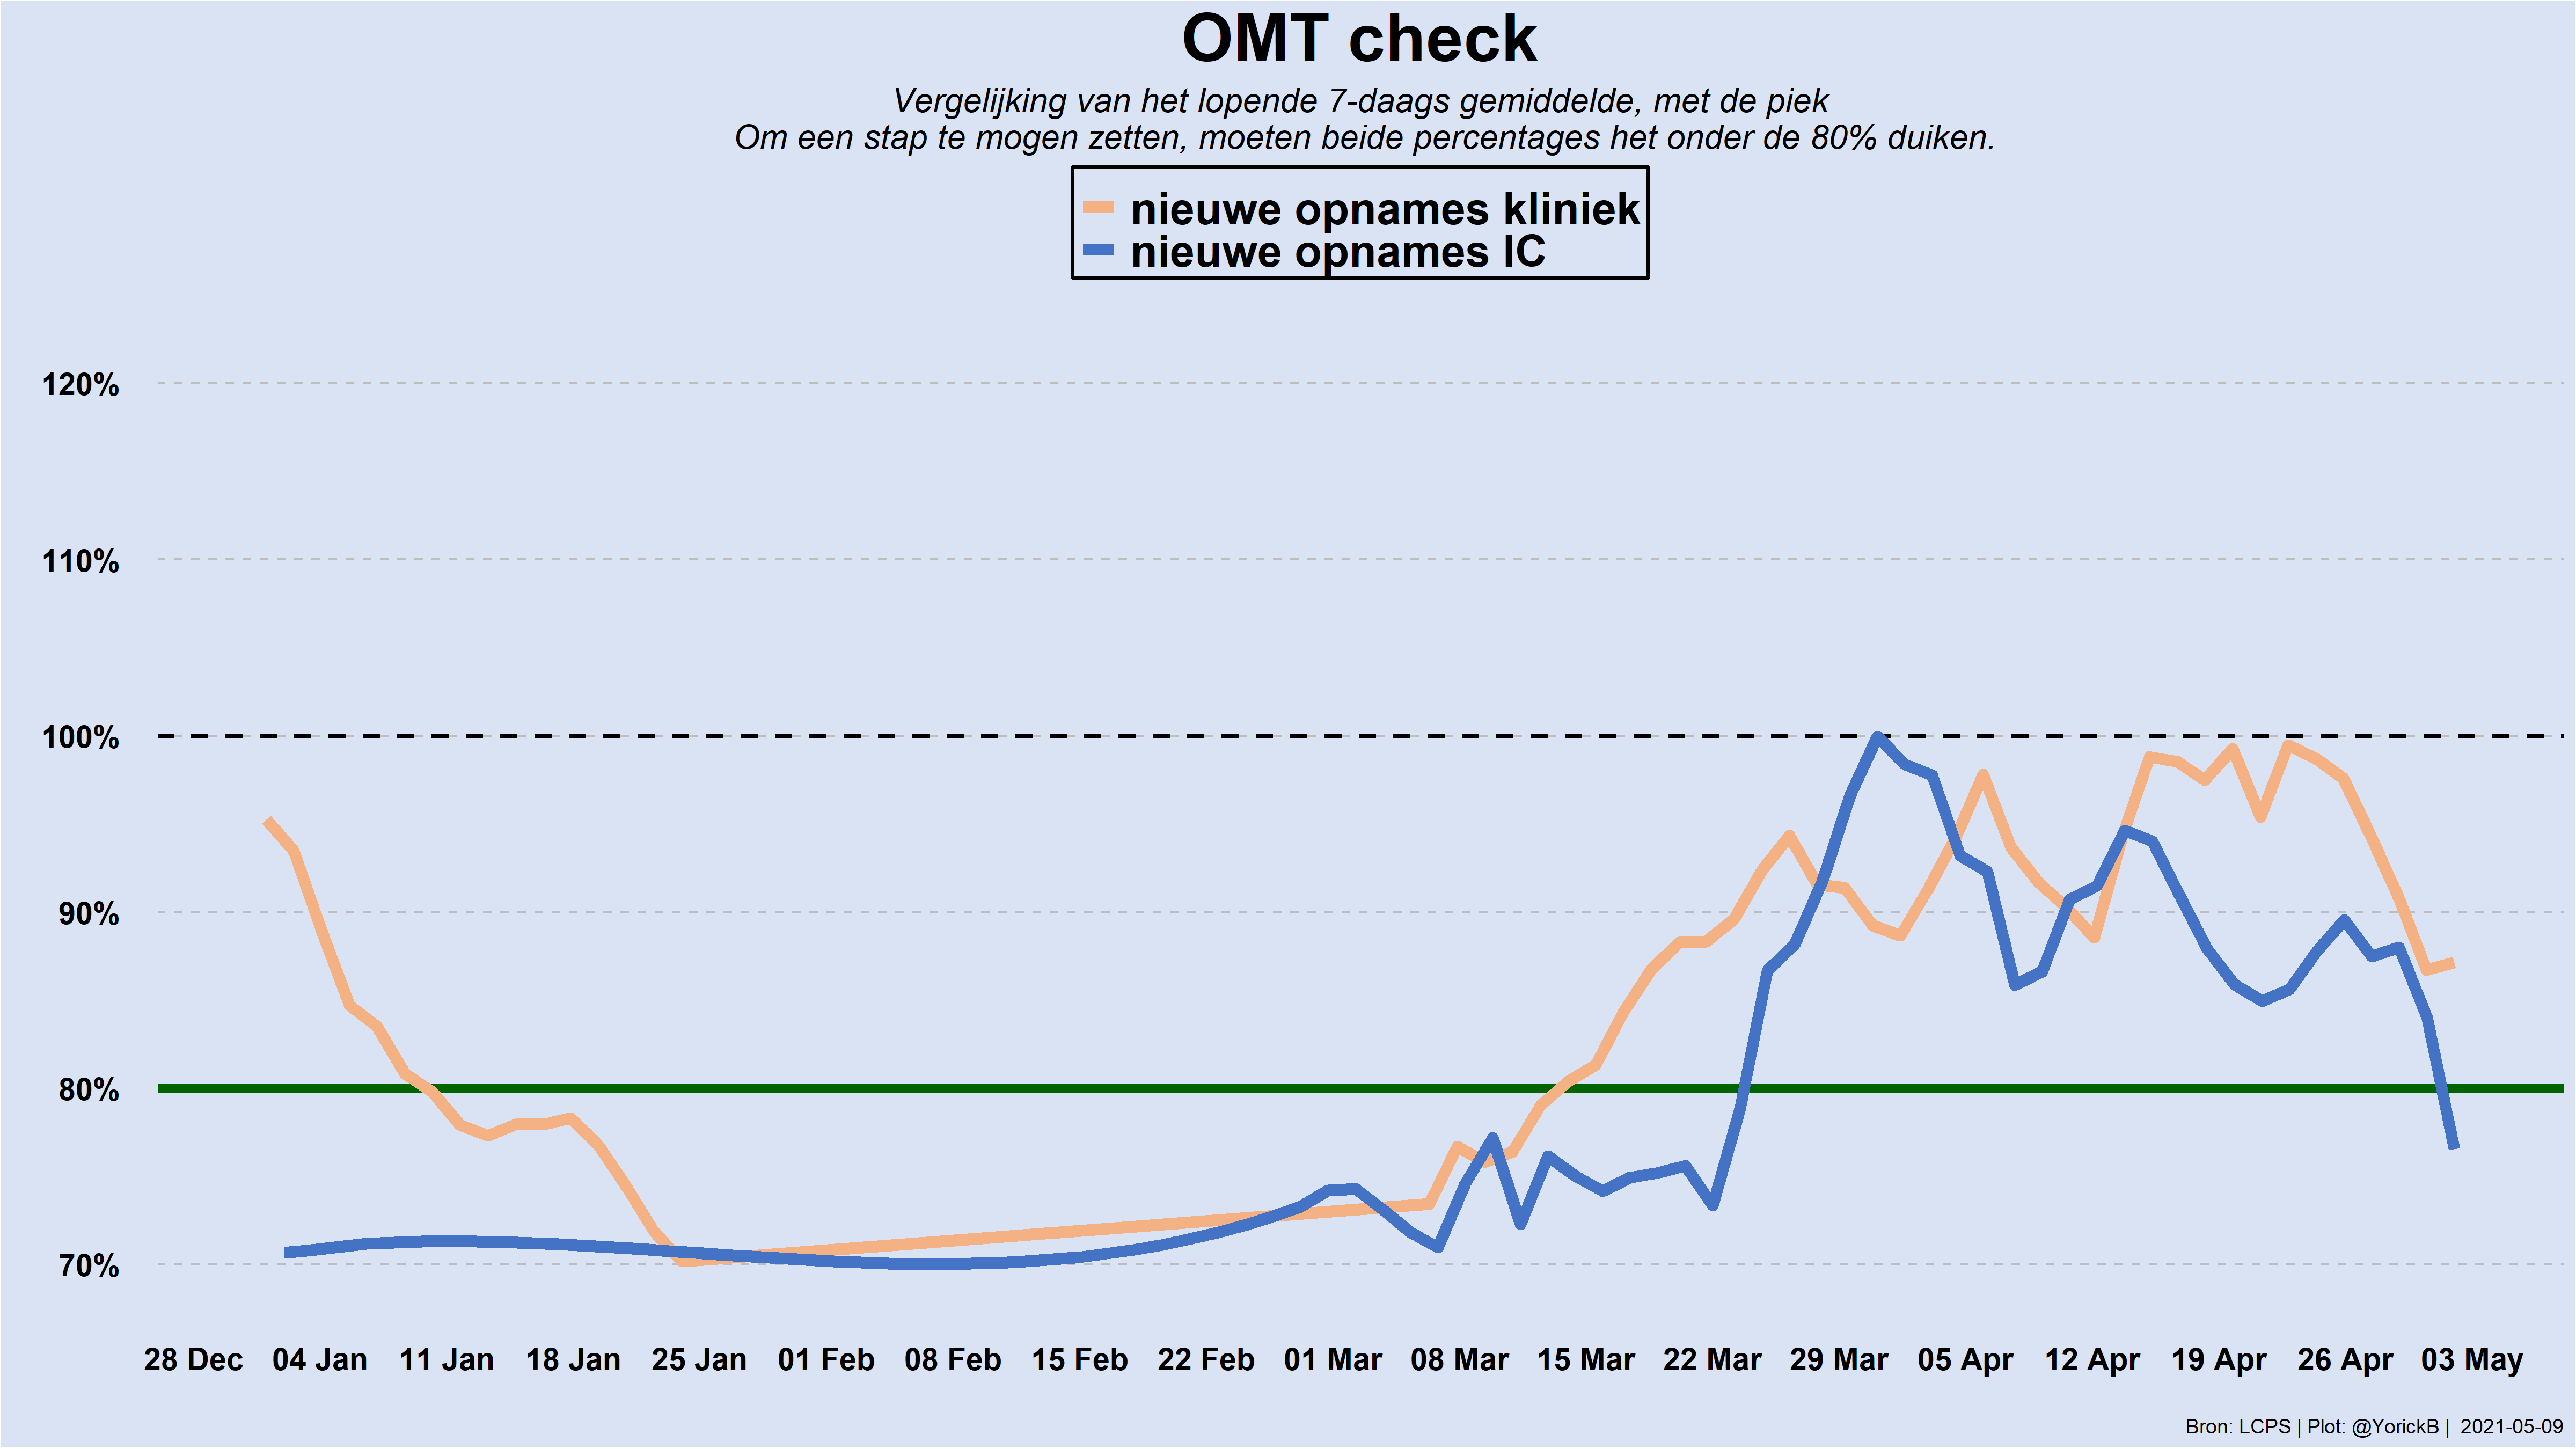 OMT check
Vergelijking van het lopende 7-daags gemiddelde, met de piek
Om een stap te mogen zetten, moeten beide percentages het onder de 80% duiken.
nieuwe opnames kliniek
nieuwe opnames IC
120%
110%
100%
90%
80%
70%
28 Dec 04 Jan 11 Jan 18 Jan 25 Jan 01 Feb 08 Feb 15 Feb 22 Feb 01 Mar 08 Mar 15 Mar 22 Mar 29 Mar 05 Apr 12 Apr 19 Apr 26 Apr 03 May
Bron: LCPS | Plot: @YorickB | 2021-05-09